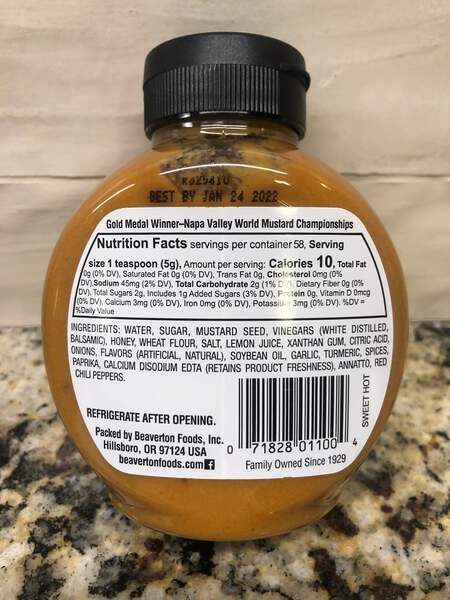 BEST BY JAN 24 2022
Gold Medal Winner–Napa Valley World Mustard Championships
Nutrition Facts servings per container 58, Serving
size 1 teaspoon (5g), Amount per serving: Calories 10, Total Fat
0g (0% DV), Saturated Fat 0g (0% DV), Trans Fat 0g, Cholesterol 0mg (0%
DV), Sodium 45mg (2% DV), Total Carbohydrate 2g (1% DV), Dietary Fiber 0g (0%
DV), Total Sugars 2g, Includes 1g Added Sugars (3% DV), Protein 0g, Vitamin D 0mcg
(0% DV), Calcium 3mg (0% DV), Iron 0mg (0% DV), Potassium 3mg (0% DV). %DV =
%Daily Value
INGREDIENTS: WATER, SUGAR, MUSTARD SEED, VINEGARS (WHITE DISTILLED,
BALSAMIC), HONEY, WHEAT FLOUR, SALT, LEMON JUICE, XANTHAN GUM, CITRIC ACID,
ONIONS, FLAVORS (ARTIFICIAL, NATURAL), SOYBEAN OIL, GARLIC, TURMERIC, SPICES,
PAPRIKA, CALCIUM DISODIUM EDTA (RETAINS PRODUCT FRESHNESS), ANNATTO, RED
CHILI PEPPERS.
REFRIGERATE AFTER OPENING.
Packed by Beaverton Foods, Inc.
Hillsboro, OR 97124 USA
beavertonfoods.com f
0 71828 01100 4
SWEET HOT
Family Owned Since 1929